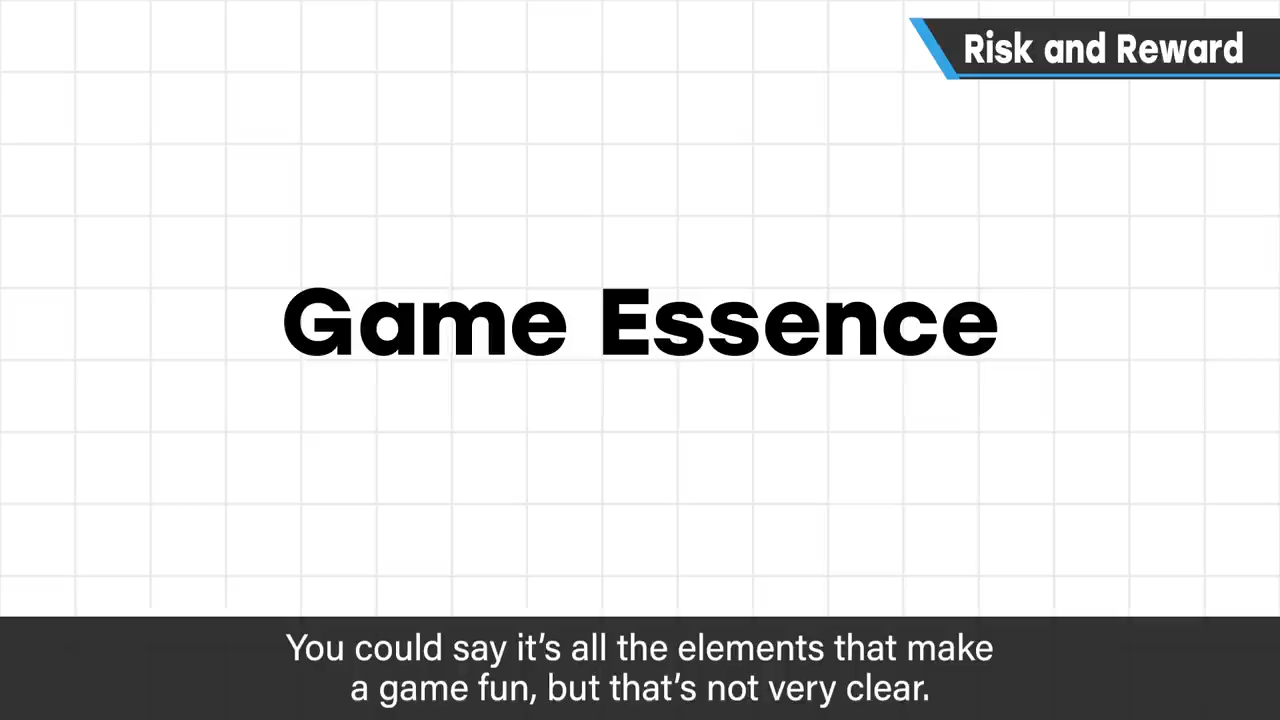 Risk and Reward
Game Essence
You could say it’s all the elements that make
a game fun, but that’s not very clear.